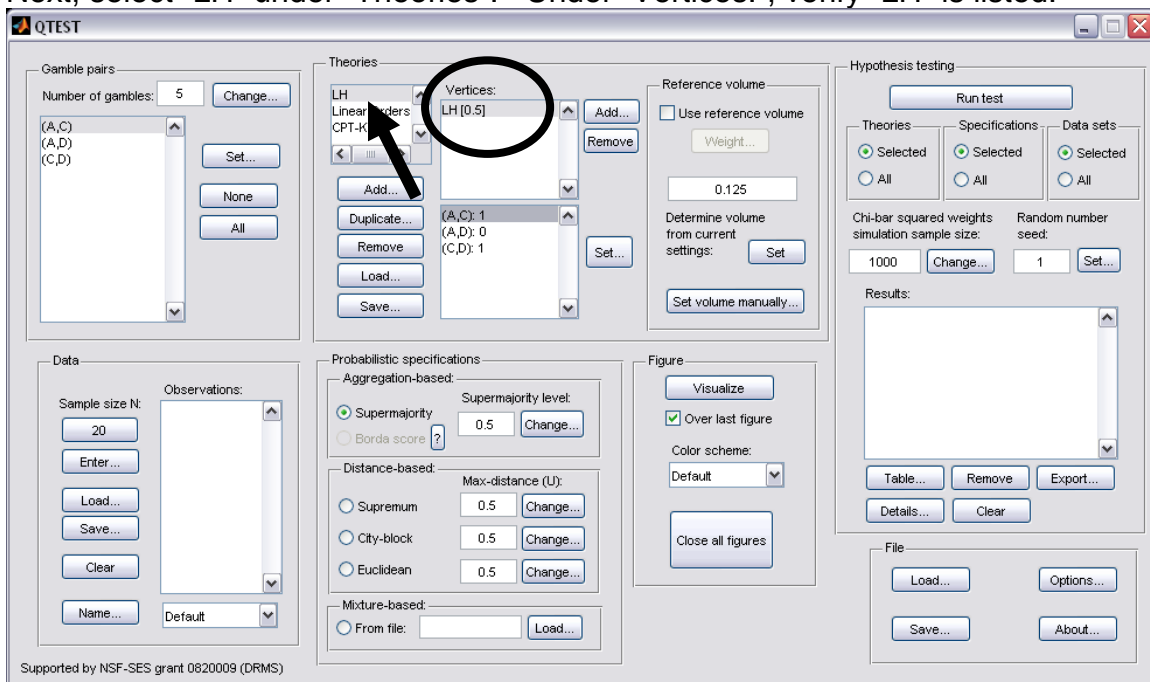 Next, select "LH" under "Theories". "Under "Vertices:", verify "LH" is listed.
QTEST
Gamble pairs
Number of gambles: 5 Change...
(A,C)
(A,D)
(C,D)
Set...
None
All
Theories
LH
Linear Orders
CPT-K
Add...
Duplicate...
Remove
Load...
Save...
Vertices:
LH [0.5]
Add...
Remove
(A,C): 1
(A,D): 0
(C,D): 1
Set...
Reference volume
Use reference volume
Weight...
0.125
Determine volume
from current
settings: Set
Set volume manually...
Hypothesis testing
Run test
Theories
Selected
All
Specifications
Selected
All
Data sets
Selected
All
Chi-bar squared weights
simulation sample size:
1000 Change...
Random number
seed:
1 Set...
Results:
Table... Remove Export...
Details... Clear
Data
Sample size N:
20
Enter...
Load...
Save...
Clear
Name... Default
Observations:
Probabilistic specifications
Aggregation-based:
Supermajority level:
Supermajority 0.5 Change...
Borda score ?
Distance-based:
Max-distance (U):
Supremum 0.5 Change...
City-block 0.5 Change...
Euclidean 0.5 Change...
Mixture-based:
From file: Load...
Figure
Visualize
Over last figure
Color scheme:
Default
Close all figures
File
Load... Options...
Save... About...
Supported by NSF-SES grant 0820009 (DRMS)